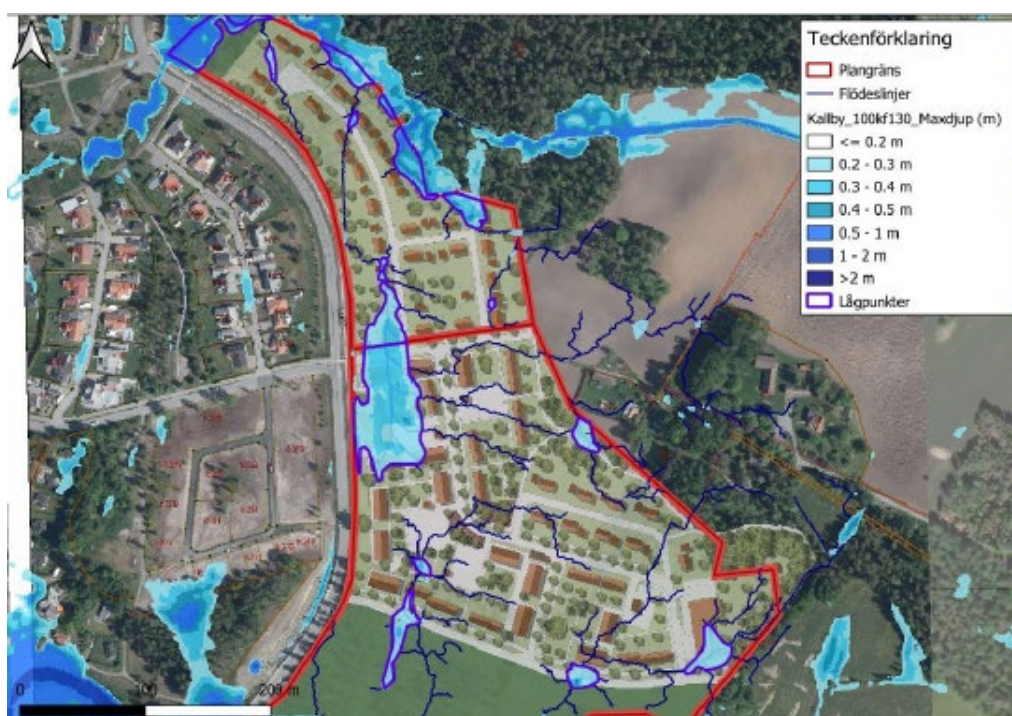 Teckenförklaring
Plangräns
Flödeslinjer
Kallby_100kf130_Maxdjup (m)
<= 0.2 m
0.2 - 0.3 m
0.3 - 0.4 m
0.4 - 0.5 m
0.5 - 1 m
1 - 2 m
>2 m
Lågpunkter
0 100 200 m